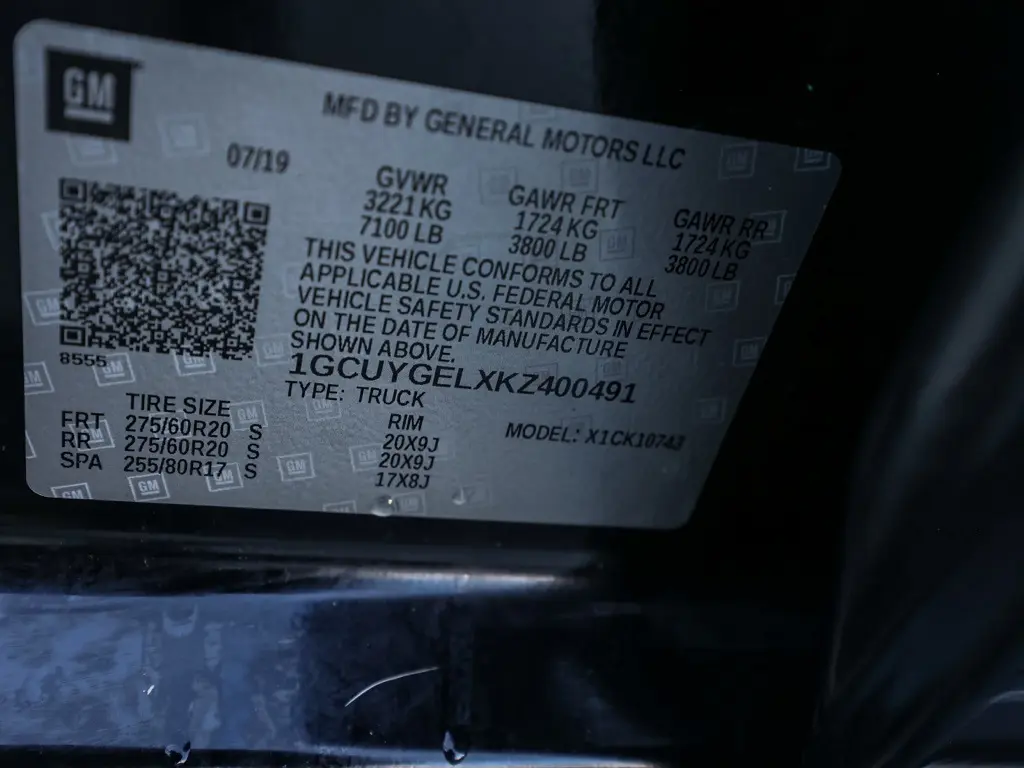 GM
MFD BY GENERAL MOTORS LLC
07/19
GVWR GAWR FRT GAWR RR
3221 KG 1724 KG 1724 KG
7100 LB 3800 LB 3800 LB
THIS VEHICLE CONFORMS TO ALL
APPLICABLE U.S. FEDERAL MOTOR
VEHICLE SAFETY STANDARDS IN EFFECT
ON THE DATE OF MANUFACTURE
SHOWN ABOVE.
8555
1GCUYGELXKZ400491
TYPE: TRUCK
MODEL: X1CK10743
TIRE SIZE RIM
FRT 275/60R20 S 20X9J
RR 275/60R20 S 20X9J
SPA 255/80R17 S 17X8J